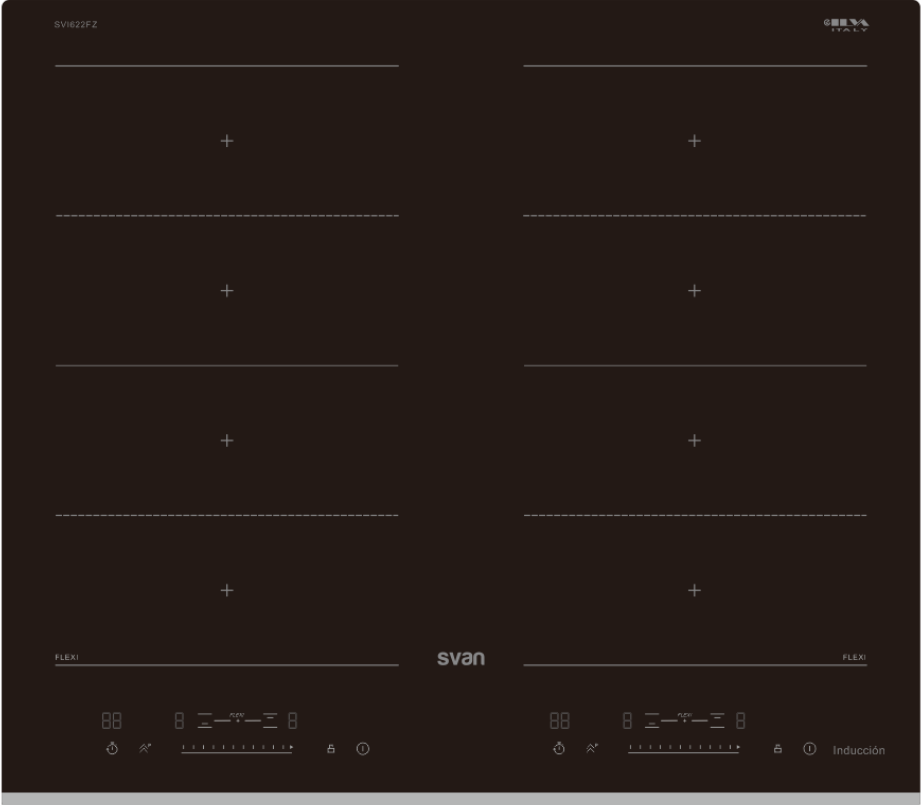 SVI622FZ
ILVA
ITALY
FLEXI
svan
FLEXI
FLEXI
FLEXI
Inducción